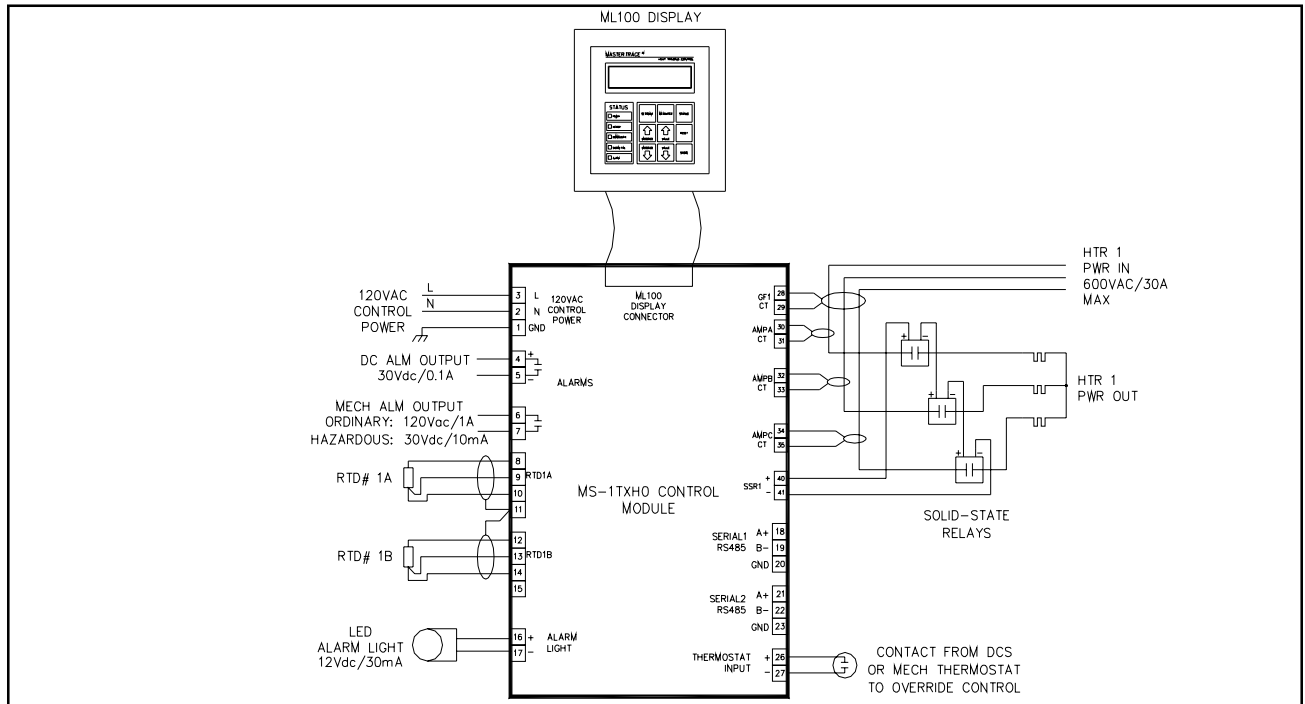 ML100 DISPLAY
MASTER TRACE
STATUS
ML100
DISPLAY
CONNECTOR
120VAC
CONTROL
POWER
L
N
3 L
2 N
1 GND
120VAC
CONTROL
POWER
DC ALM OUTPUT
30Vdc/0.1A
4 +
5 –
ALARMS
MECH ALM OUTPUT
ORDINARY: 120Vac/1A
HAZARDOUS: 30Vdc/10mA
6
7
RTD# 1A
8
9 RTD1A
10
11
RTD# 1B
12
13 RTD1B
14
15
LED
ALARM LIGHT
12Vdc/30mA
16 + ALARM
17 – LIGHT
MS-1TXH0 CONTROL
MODULE
GF1 28
CT 29
AMPA 30
CT 31
AMPB 32
CT 33
AMPC 34
CT 35
SSR1
+ 40
– 41
SERIAL1 A+ 18
RS485 B– 19
GND 20
SERIAL2 A+ 21
RS485 B– 22
GND 23
THERMOSTAT + 26
INPUT – 27
HTR 1
PWR IN
600VAC/30A
MAX
+ –
+ –
+ –
HTR 1
PWR OUT
SOLID-STATE
RELAYS
CONTACT FROM DCS
OR MECH THERMOSTAT
TO OVERRIDE CONTROL